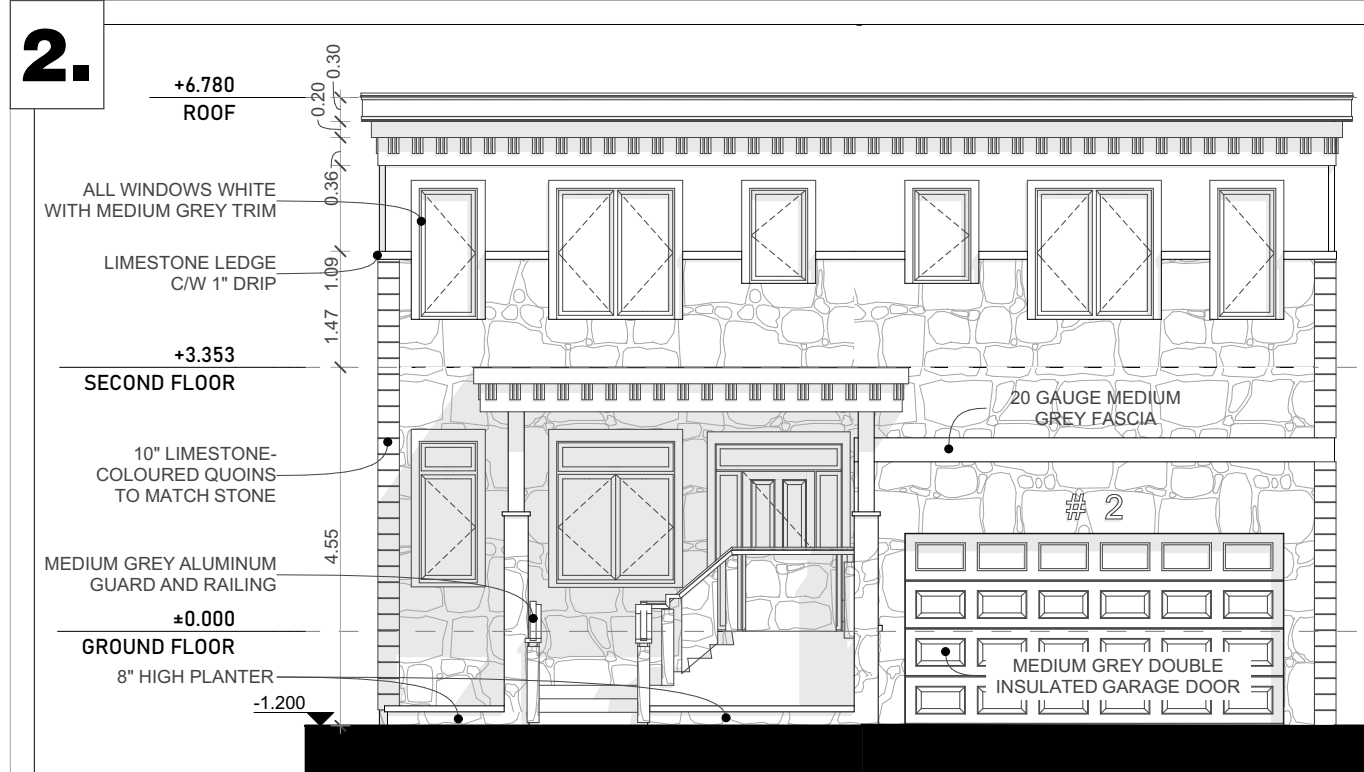 2.
+6.780
ROOF
0.30
0.20
0.36
ALL WINDOWS WHITE
WITH MEDIUM GREY TRIM
LIMESTONE LEDGE
C/W 1" DRIP
1.09
1.47
+3.353
SECOND FLOOR
20 GAUGE MEDIUM
GREY FASCIA
10" LIMESTONE-
COLOURED QUOINS
TO MATCH STONE
# 2
4.55
MEDIUM GREY ALUMINUM
GUARD AND RAILING
±0.000
GROUND FLOOR
MEDIUM GREY DOUBLE
INSULATED GARAGE DOOR
8" HIGH PLANTER
-1.200